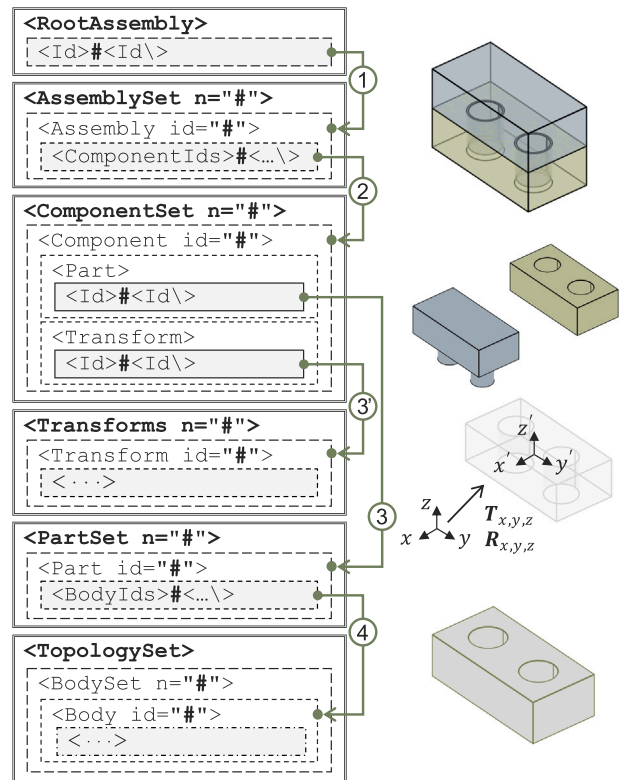 <RootAssembly>
<Id>#<Id\>
1
<AssemblySet n="#">
<Assembly id="#">
<ComponentIds>#<…\>
2
<ComponentSet n="#">
<Component id="#">
<Part>
<Id>#<Id\>
<Transform>
<Id>#<Id\>
3'
<Transforms n="#">
<Transform id="#">
<···>
z'
x' y'
z
x y
T x,y,z
R x,y,z
3
<PartSet n="#">
<Part id="#">
<BodyIds>#<…\>
4
<TopologySet>
<BodySet n="#">
<Body id="#">
<···>